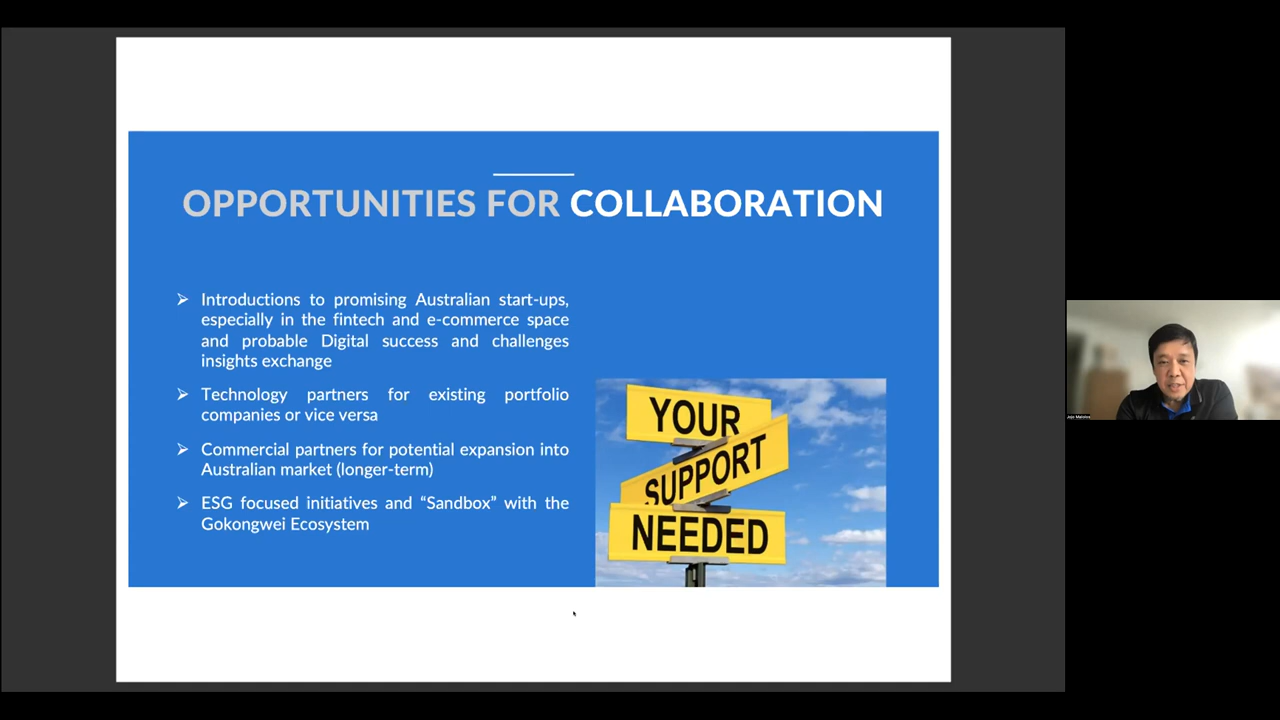 OPPORTUNITIES FOR COLLABORATION
➢ Introductions to promising Australian start-ups,
especially in the fintech and e-commerce space
and probable Digital success and challenges
insights exchange
➢ Technology partners for existing portfolio
companies or vice versa
➢ Commercial partners for potential expansion into
Australian market (longer-term)
➢ ESG focused initiatives and “Sandbox” with the
Gokongwei Ecosystem
YOUR
SUPPORT
NEEDED